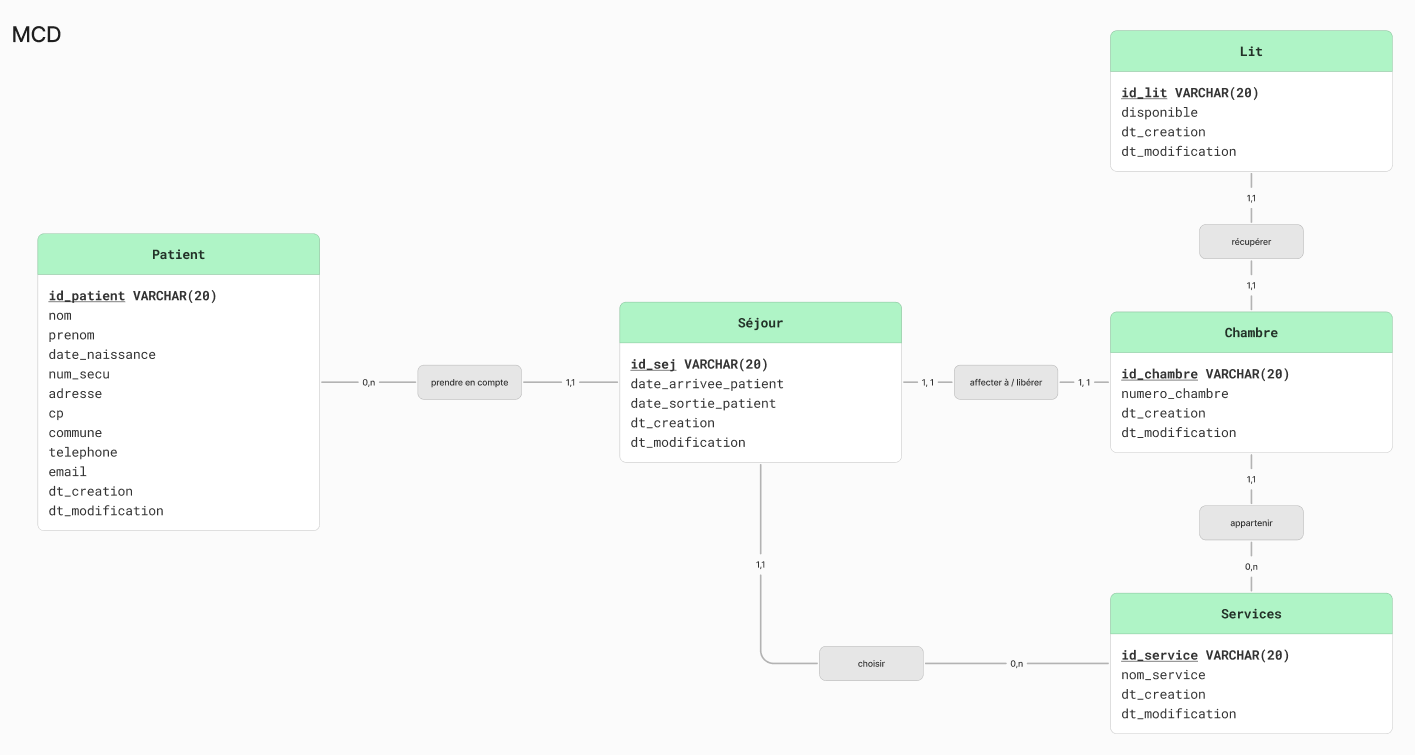 MCD
Lit
id_lit VARCHAR(20)
disponible
dt_creation
dt_modification
1,1
récupérer
1,1
Patient
id_patient VARCHAR(20)
nom
prenom
date_naissance
num_secu
adresse
cp
commune
telephone
email
dt_creation
dt_modification
0,n
prendre en compte
1,1
Séjour
id_sej VARCHAR(20)
date_arrivee_patient
date_sortie_patient
dt_creation
dt_modification
1, 1
affecter à / libérer
1, 1
Chambre
id_chambre VARCHAR(20)
numero_chambre
dt_creation
dt_modification
1,1
appartenir
0,n
1,1
choisir
0,n
Services
id_service VARCHAR(20)
nom_service
dt_creation
dt_modification